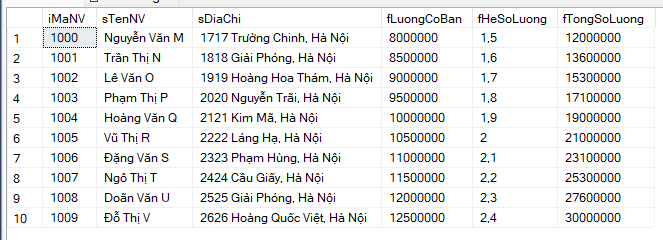 iMaNV sTenNV sDiaChi fLuongCoBan fHeSoLuong fTongSoLuong
1 1000 Nguyễn Văn M 1717 Trường Chinh, Hà Nội 8000000 1,5 12000000
2 1001 Trần Thị N 1818 Giải Phóng, Hà Nội 8500000 1,6 13600000
3 1002 Lê Văn O 1919 Hoàng Hoa Thám, Hà Nội 9000000 1,7 15300000
4 1003 Phạm Thị P 2020 Nguyễn Trãi, Hà Nội 9500000 1,8 17100000
5 1004 Hoàng Văn Q 2121 Kim Mã, Hà Nội 10000000 1,9 19000000
6 1005 Vũ Thị R 2222 Láng Hạ, Hà Nội 10500000 2 21000000
7 1006 Đặng Văn S 2323 Phạm Hùng, Hà Nội 11000000 2,1 23100000
8 1007 Ngô Thị T 2424 Cầu Giấy, Hà Nội 11500000 2,2 25300000
9 1008 Doãn Văn U 2525 Giải Phóng, Hà Nội 12000000 2,3 27600000
10 1009 Đỗ Thị V 2626 Hoàng Quốc Việt, Hà Nội 12500000 2,4 30000000